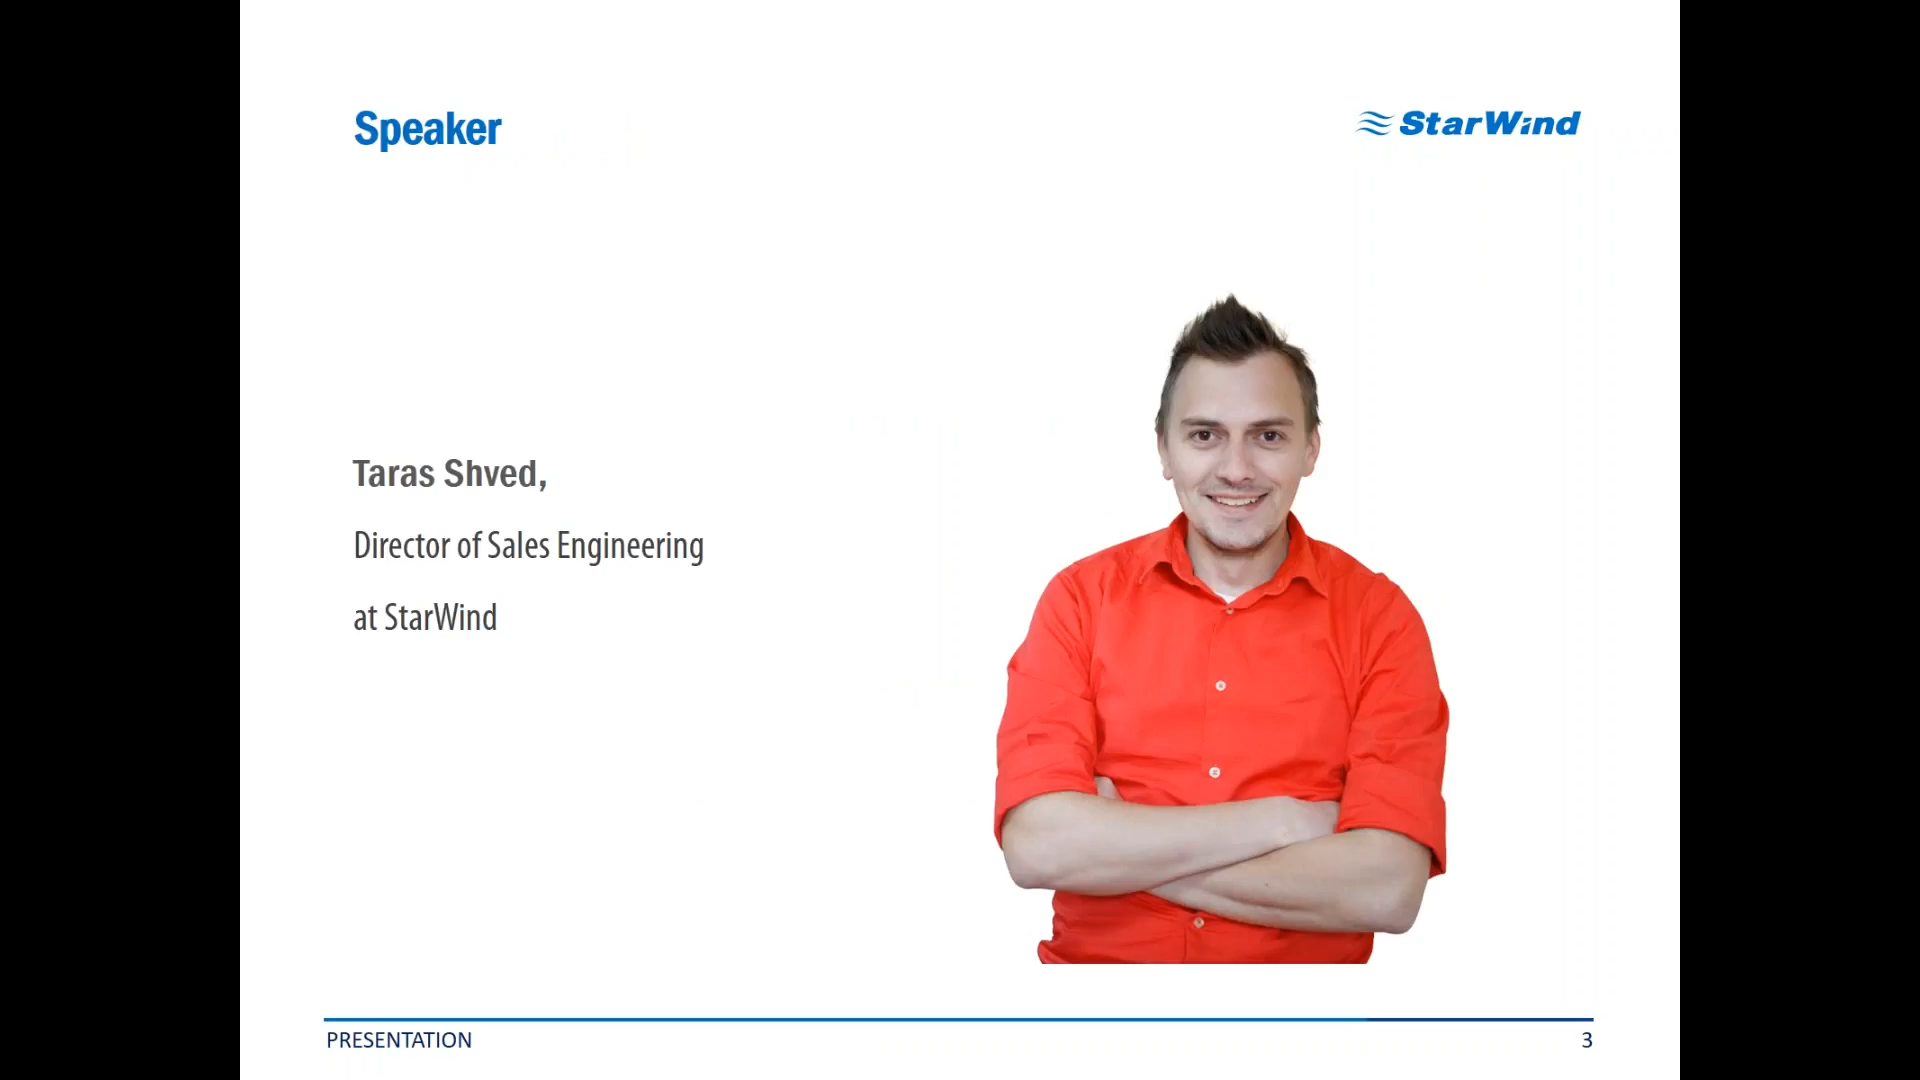 Speaker
StarWind
Taras Shved,
Director of Sales Engineering
at StarWind
PRESENTATION
3